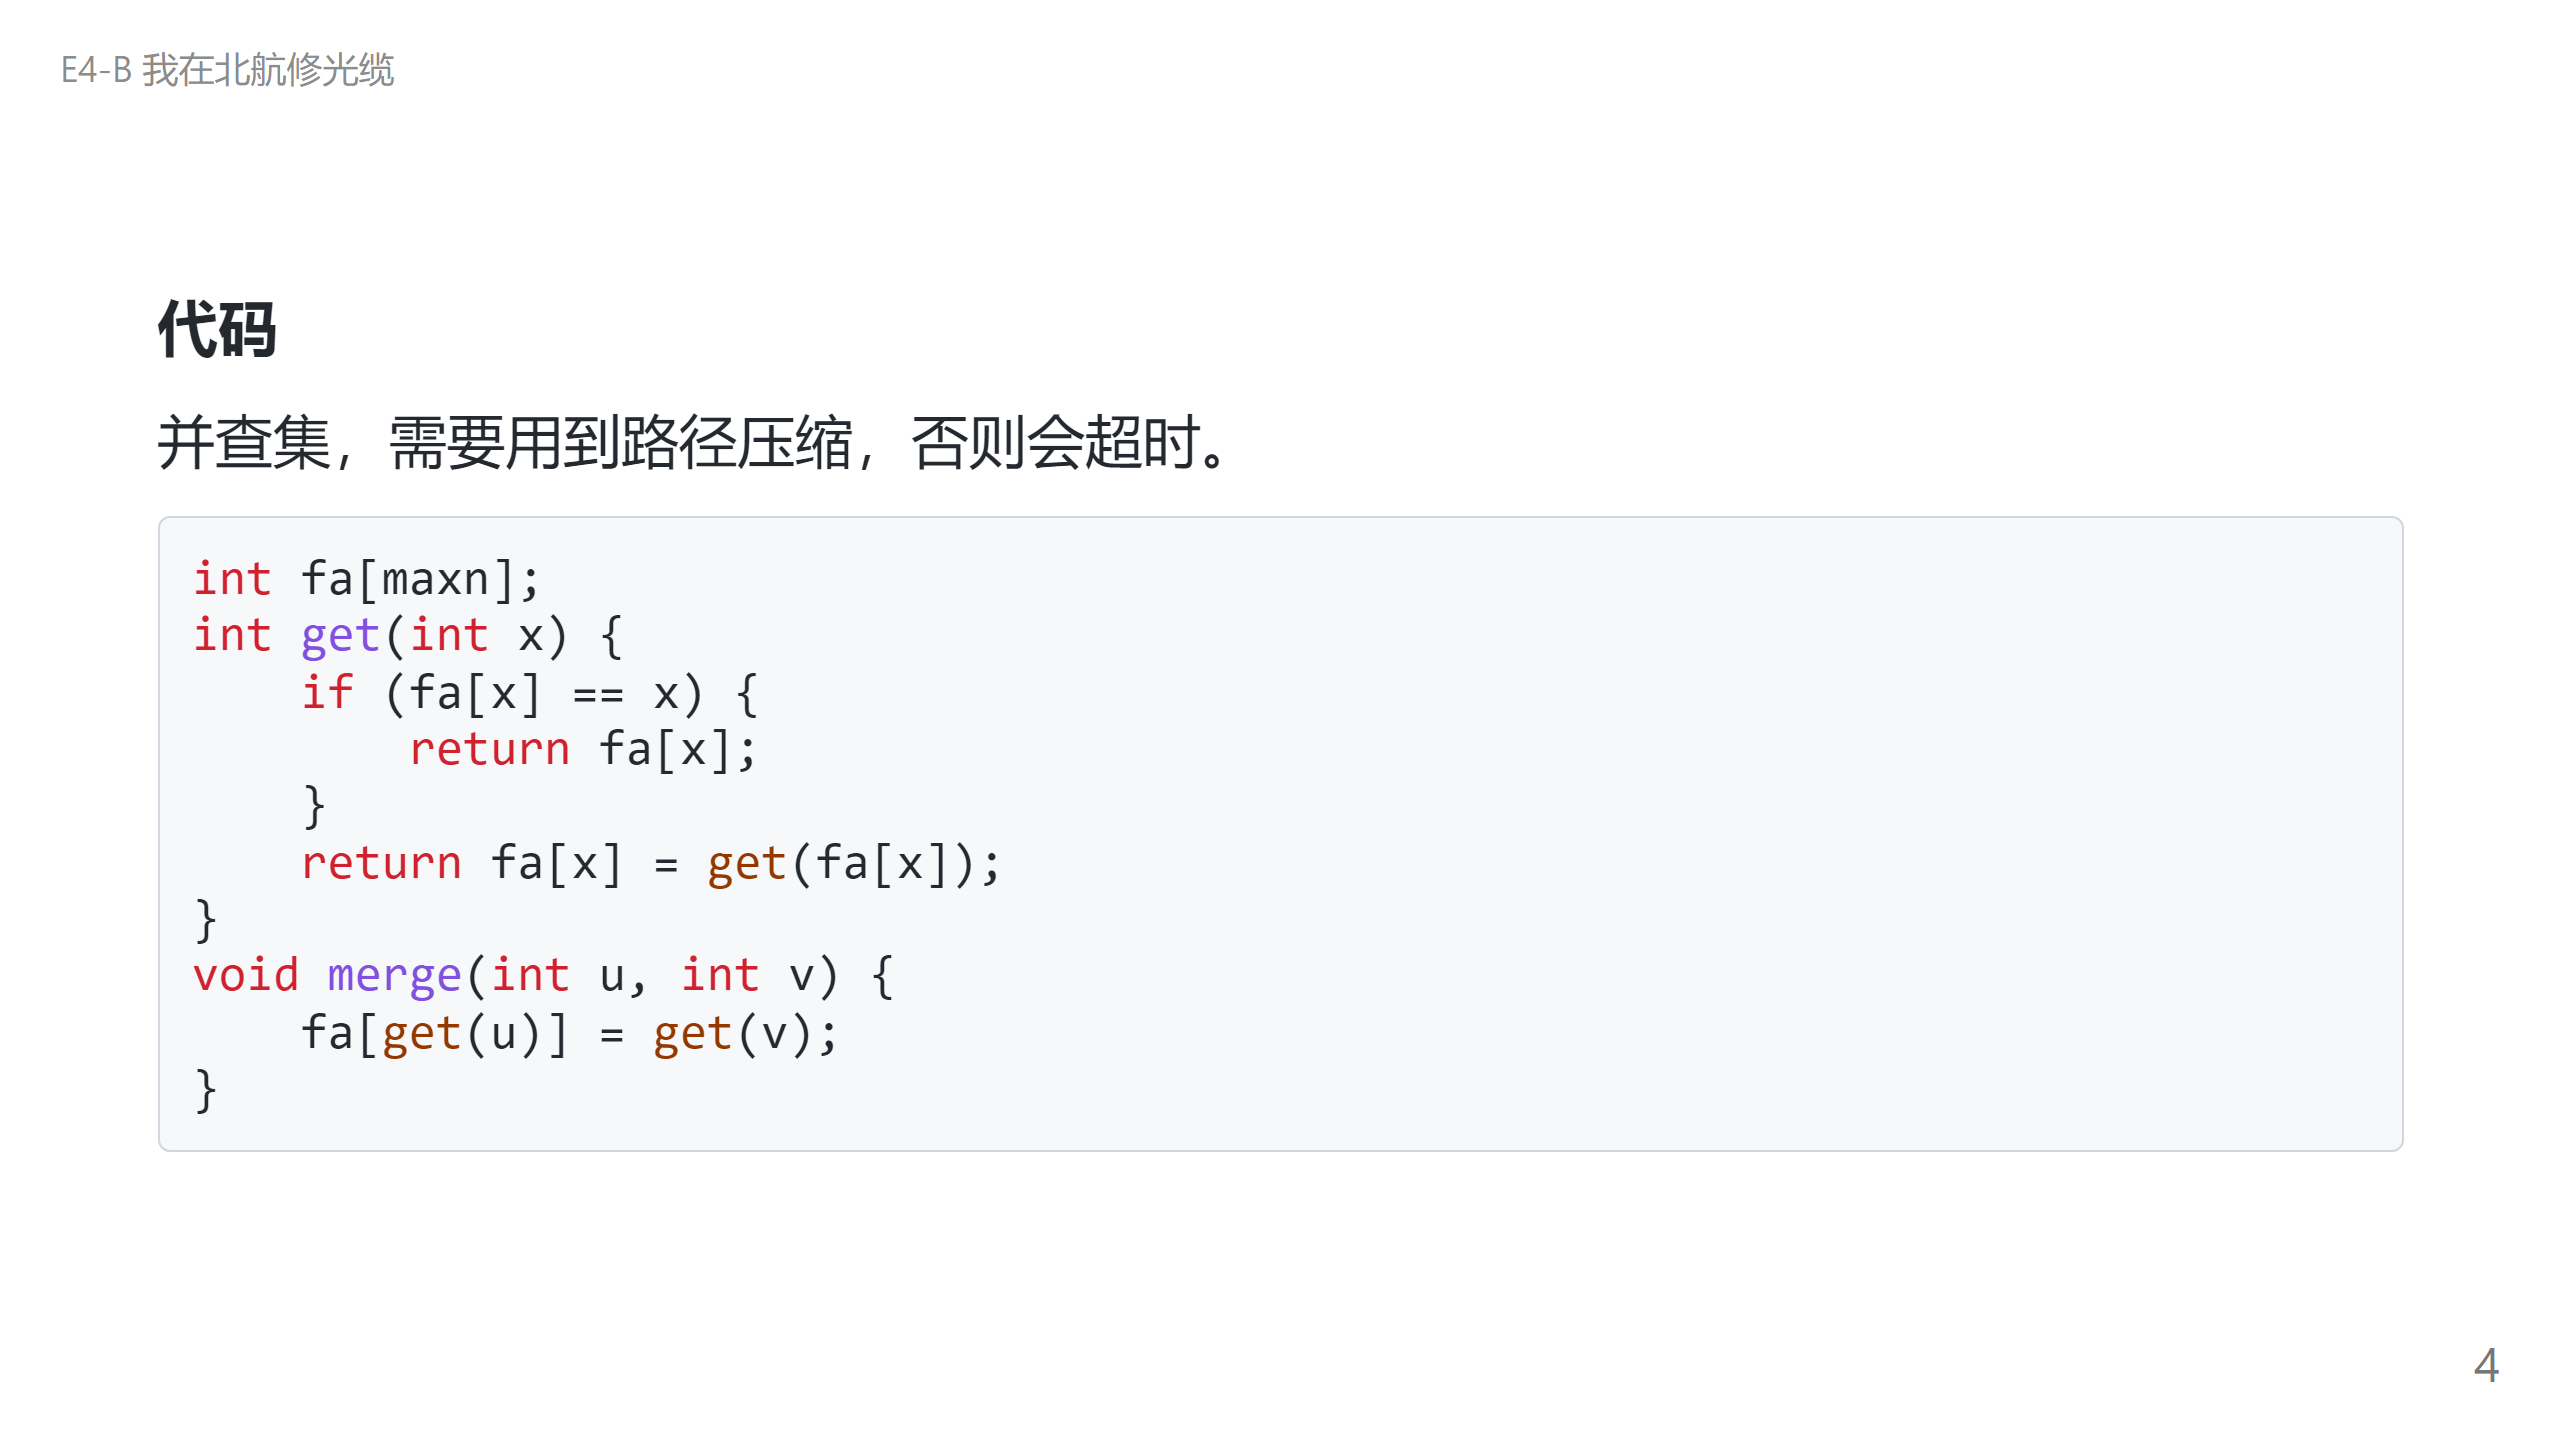 E4-B 我在北航修光缆
代码
并查集，需要用到路径压缩，否则会超时。
int fa[maxn];
int get(int x) {
    if (fa[x] == x) {
        return fa[x];
    }
    return fa[x] = get(fa[x]);
}
void merge(int u, int v) {
    fa[get(u)] = get(v);
}
4